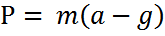 P = m(a − g)